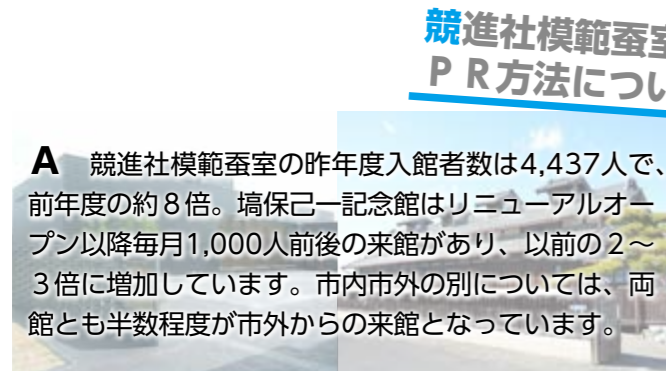 競進社模範蚕室
ＰＲ方法につい
A　競進社模範蚕室の昨年度入館者数は4,437人で、
前年度の約８倍。塙保己一記念館はリニューアルオー
プン以降毎月1,000人前後の来館があり、以前の２～
３倍に増加しています。市内市外の別については、両
館とも半数程度が市外からの来館となっています。